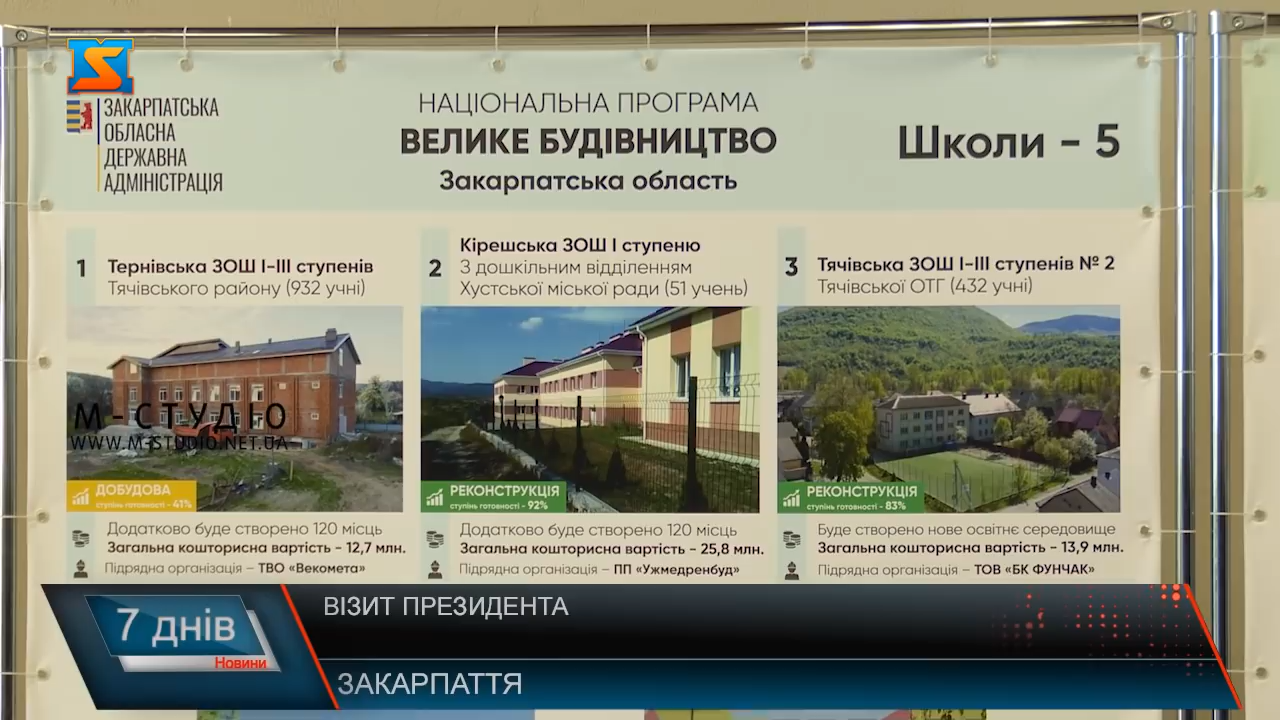 ЗАКАРПАТСЬКА
ОБЛАСНА
ДЕРЖАВНА
АДМІНІСТРАЦІЯ
НАЦІОНАЛЬНА ПРОГРАМА
ВЕЛИКЕ БУДІВНИЦТВО
Закарпатська область
Школи - 5
1
Тернівська ЗОШ І-ІІІ ступенів
Тячівського району (932 учні)
М-СТУДІО
WWW.M-STUDIO.NET.UA
ДОБУДОВА
ступінь готовності - 41%
Додатково буде створено 120 місць
Загальна кошторисна вартість - 12,7 млн.
Підрядна організація – ТВО «Векомета»
2
Кірешська ЗОШ І ступеню
З дошкільним відділенням
Хустської міської ради (51 учень)
РЕКОНСТРУКЦІЯ
ступінь готовності - 92%
Додатково буде створено 120 місць
Загальна кошторисна вартість - 25,8 млн.
Підрядна організація – ПП «Ужмедренбуд»
3
Тячівська ЗОШ І-ІІІ ступенів № 2
Тячівської ОТГ (432 учні)
РЕКОНСТРУКЦІЯ
ступінь готовності - 83%
Буде створено нове освітнє середовище
Загальна кошторисна вартість - 13,9 млн.
Підрядна організація – ТОВ «БК ФУНЧАК»
7 днів
Новини
ВІЗИТ ПРЕЗИДЕНТА
ЗАКАРПАТТЯ